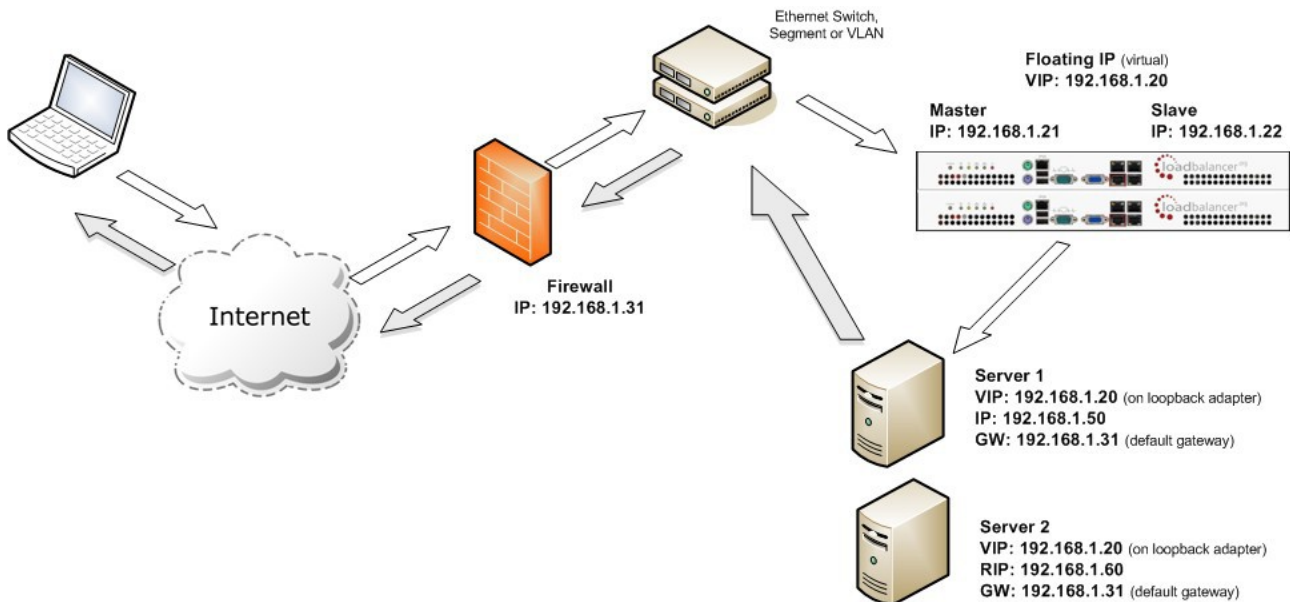 Ethernet Switch,
Segment or VLAN
Floating IP (virtual)
VIP: 192.168.1.20
Master
IP: 192.168.1.21
Slave
IP: 192.168.1.22
loadbalancer
loadbalancer
Firewall
IP: 192.168.1.31
Internet
Server 1
VIP: 192.168.1.20 (on loopback adapter)
IP: 192.168.1.50
GW: 192.168.1.31 (default gateway)
Server 2
VIP: 192.168.1.20 (on loopback adapter)
RIP: 192.168.1.60
GW: 192.168.1.31 (default gateway)